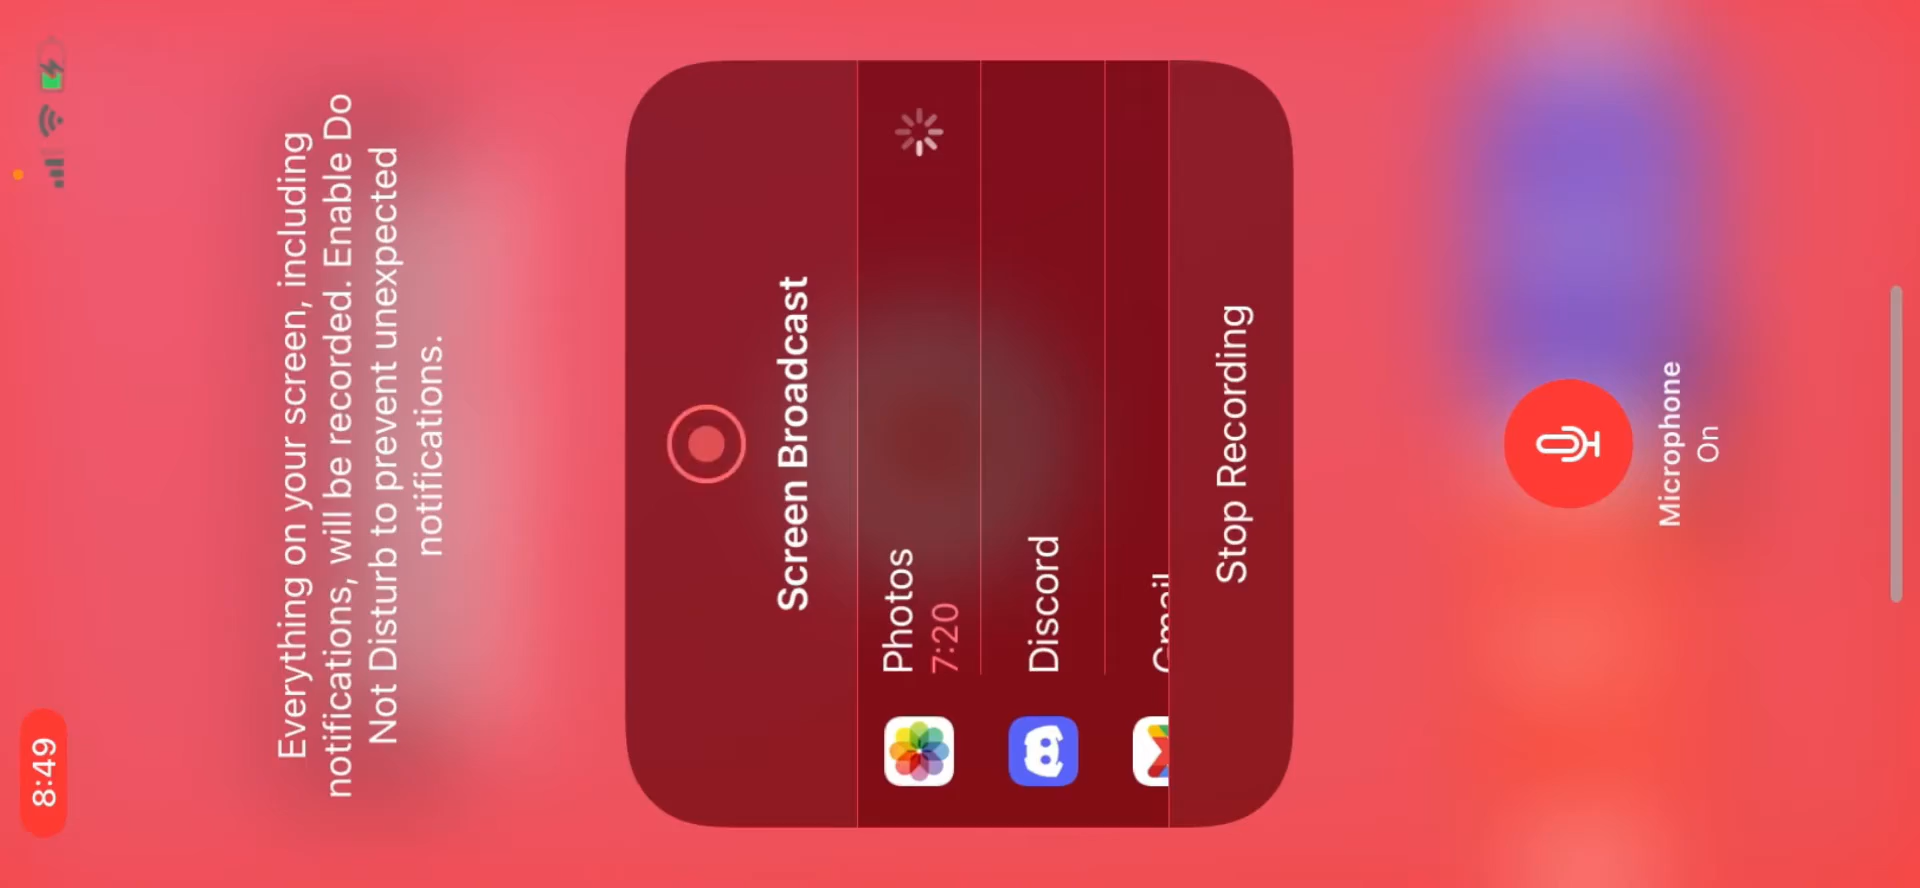 8:49
Everything on your screen, including
notifications, will be recorded. Enable Do
Not Disturb to prevent unexpected
notifications.
Screen Broadcast
Photos
7:20
Discord
Gmail
Stop Recording
Microphone
On